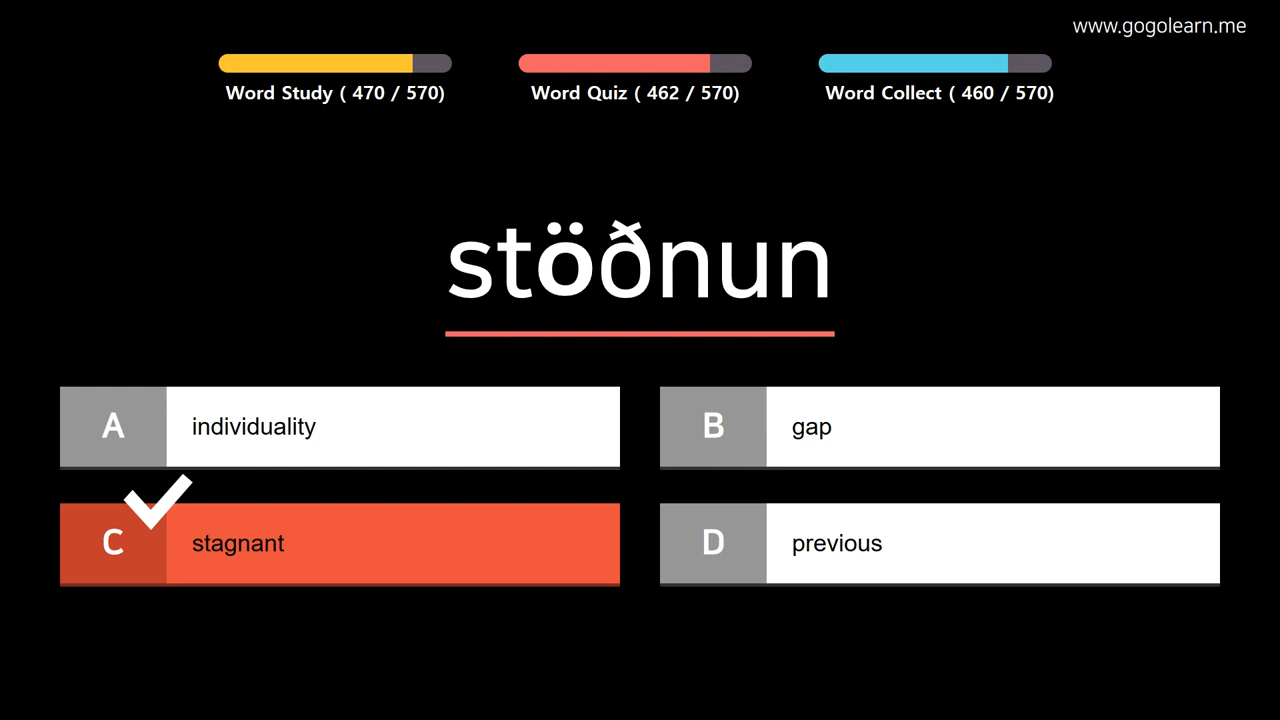 www.gogolearn.me
Word Study ( 470 / 570)
Word Quiz ( 462 / 570)
Word Collect ( 460 / 570)
stöðnun
A individuality
B gap
C stagnant
D previous